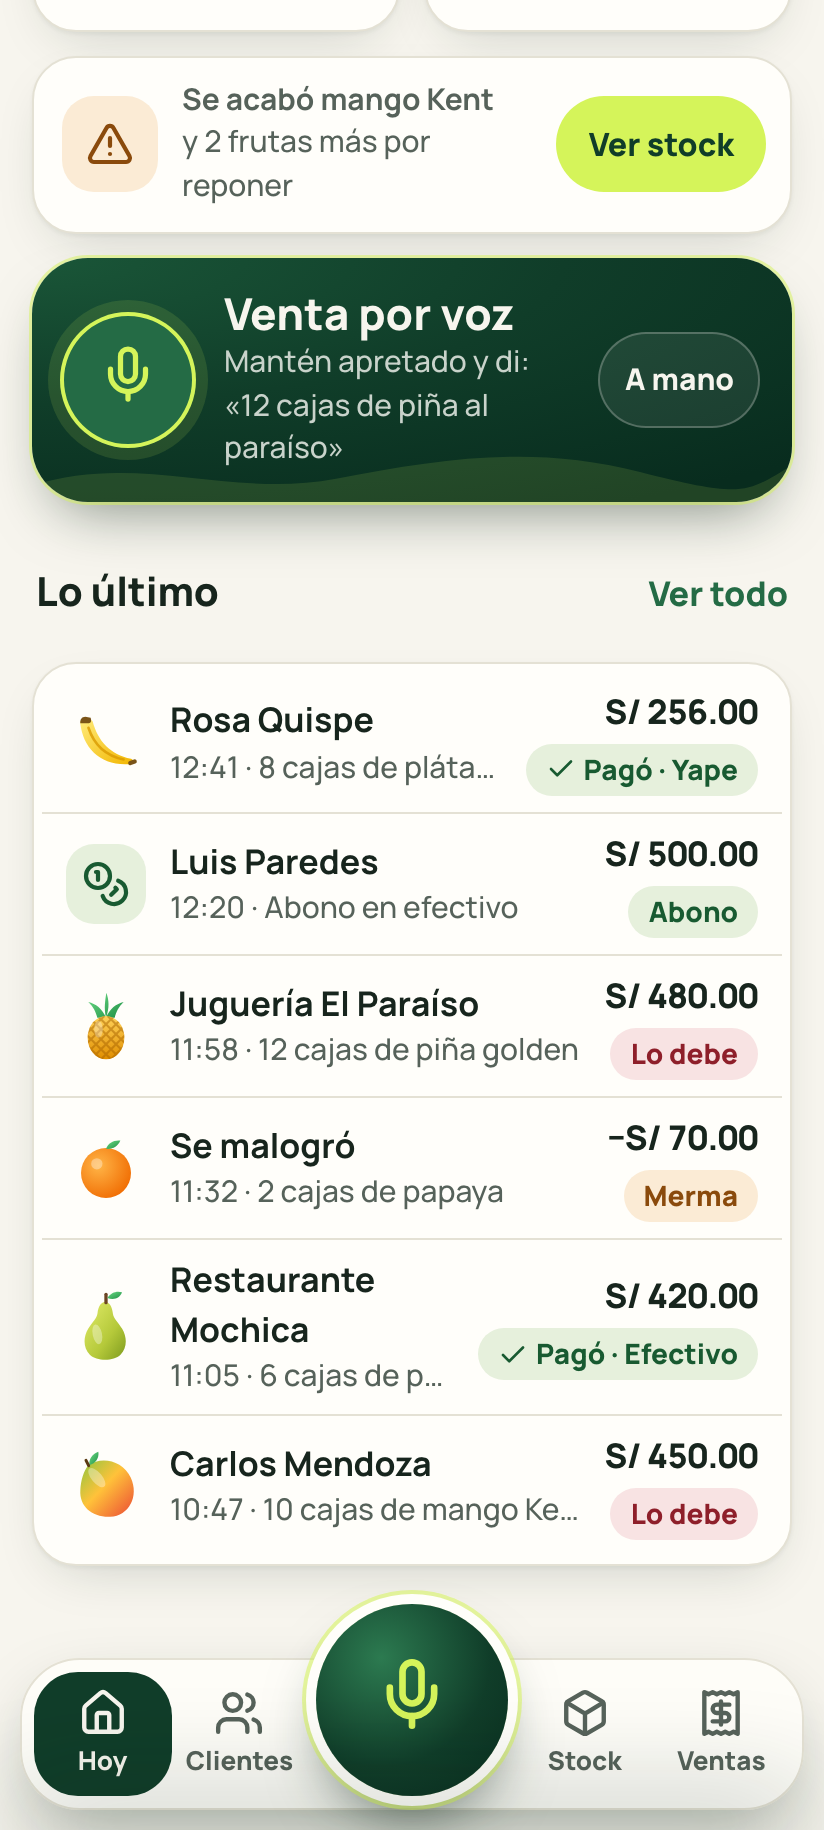 Se acabó mango Kent
y 2 frutas más por
reponer
Ver stock
Venta por voz
Mantén apretado y di:
«12 cajas de piña al
paraíso»
A mano
Lo último
Ver todo
Rosa Quispe
S/ 256.00
12:41 · 8 cajas de pláta...
Pagó · Yape
Luis Paredes
S/ 500.00
12:20 · Abono en efectivo
Abono
Juguería El Paraíso
S/ 480.00
11:58 · 12 cajas de piña golden
Lo debe
Se malogró
−S/ 70.00
11:32 · 2 cajas de papaya
Merma
Restaurante
Mochica
S/ 420.00
11:05 · 6 cajas de p...
Pagó · Efectivo
Carlos Mendoza
S/ 450.00
10:47 · 10 cajas de mango Ke...
Lo debe
Hoy
Clientes
Stock
Ventas